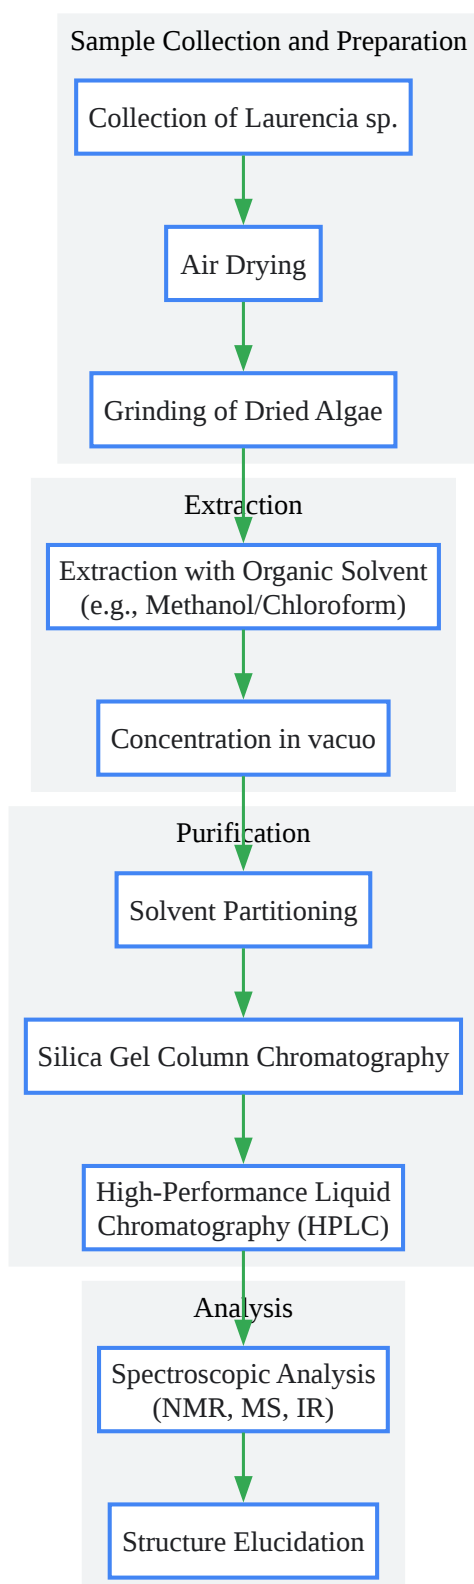 Sample Collection and Preparation
Collection of Laurencia sp.
Air Drying
Grinding of Dried Algae
Extraction
Extraction with Organic Solvent
(e.g., Methanol/Chloroform)
Concentration in vacuo
Purification
Solvent Partitioning
Silica Gel Column Chromatography
High-Performance Liquid
Chromatography (HPLC)
Analysis
Spectroscopic Analysis
(NMR, MS, IR)
Structure Elucidation